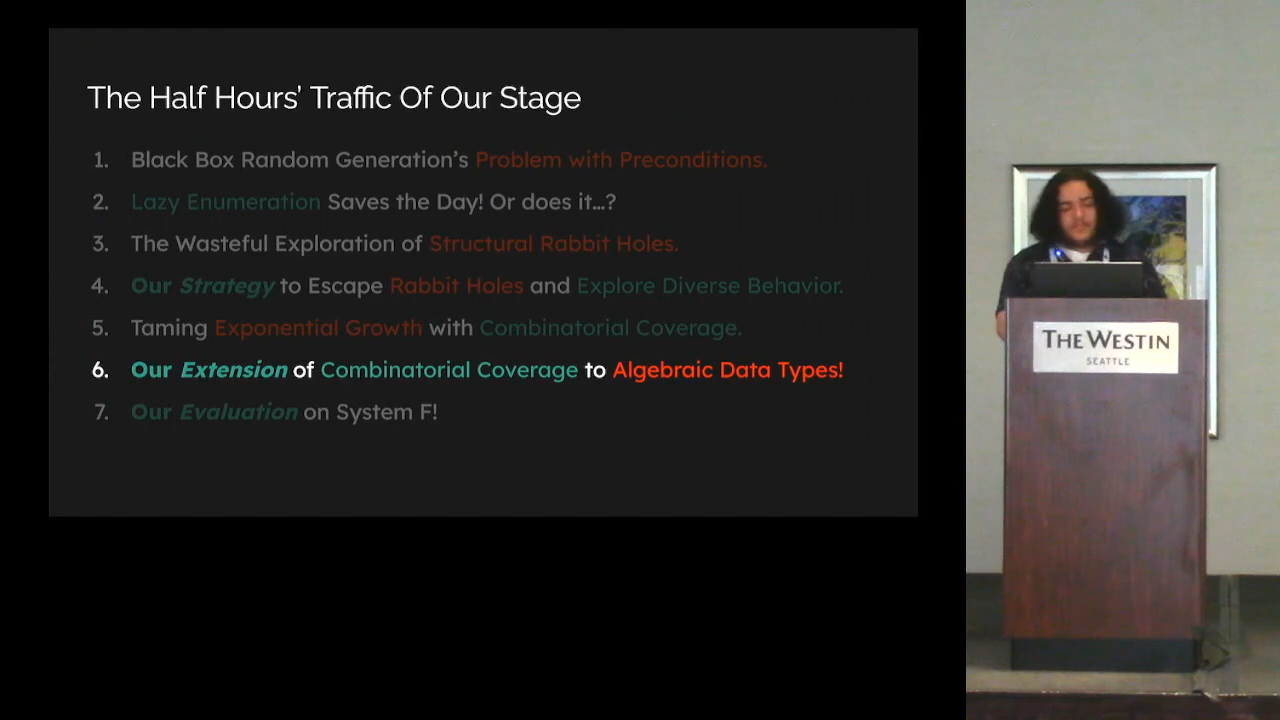 The Half Hours’ Traffic Of Our Stage
1. Black Box Random Generation’s Problem with Preconditions.
2. Lazy Enumeration Saves the Day! Or does it…?
3. The Wasteful Exploration of Structural Rabbit Holes.
4. Our Strategy to Escape Rabbit Holes and Explore Diverse Behavior.
5. Taming Exponential Growth with Combinatorial Coverage.
6. Our Extension of Combinatorial Coverage to Algebraic Data Types!
7. Our Evaluation on System F!
THE WESTIN
SEATTLE